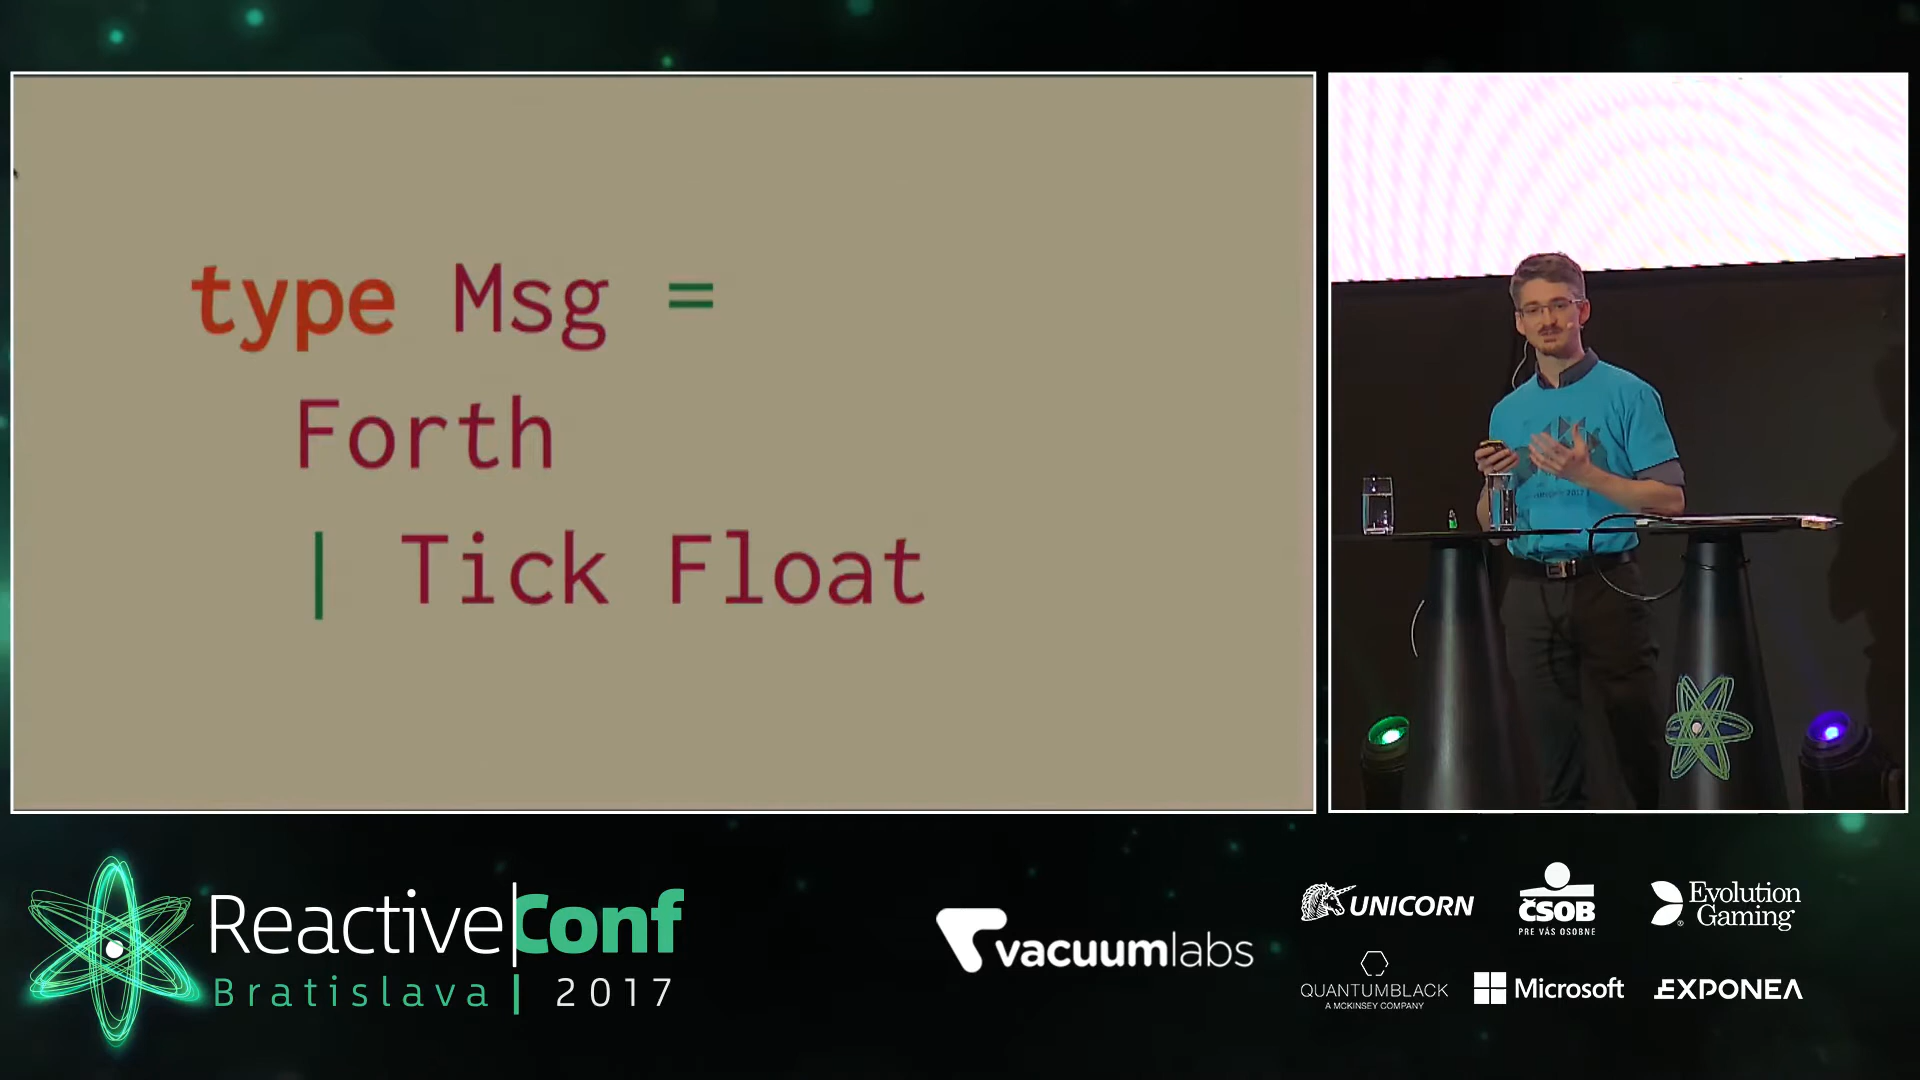 type Msg =
Forth
| Tick Float
ReactiveConf
Bratislava | 2017
vacuumlabs
UNICORN
ČSOB
PRE VÁS OSOBNE
Evolution
Gaming
QUANTUMBLACK
A MCKINSEY COMPANY
Microsoft
EXPONEA